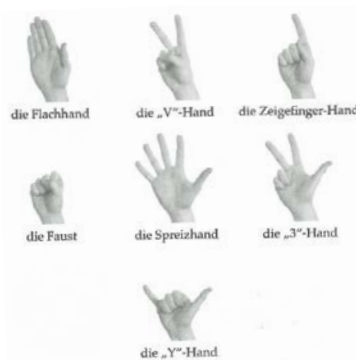 die Flachhand
die „V“-Hand
die Zeigefinger-Hand
die Faust
die Spreizhand
die „3“-Hand
die „Y“-Hand